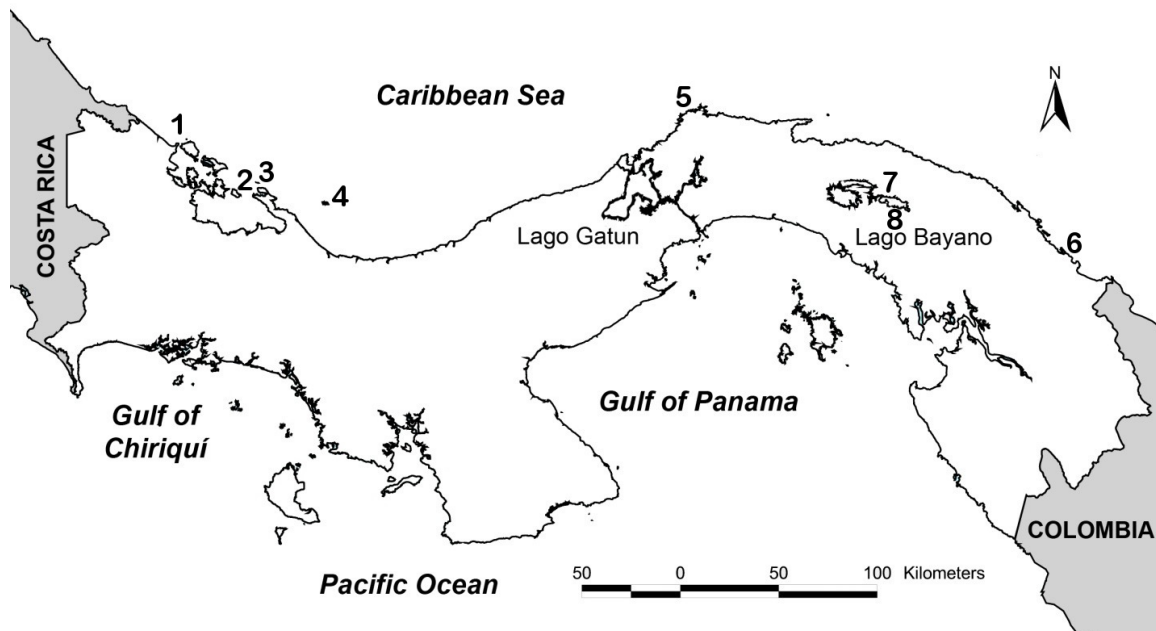 Caribbean Sea
N
5
1
COSTA RICA
2
3
4
7
8
Lago Gatun
Lago Bayano
6
Gulf of
Chiriquí
Gulf of Panama
COLOMBIA
Pacific Ocean
50 0 50 100 Kilometers